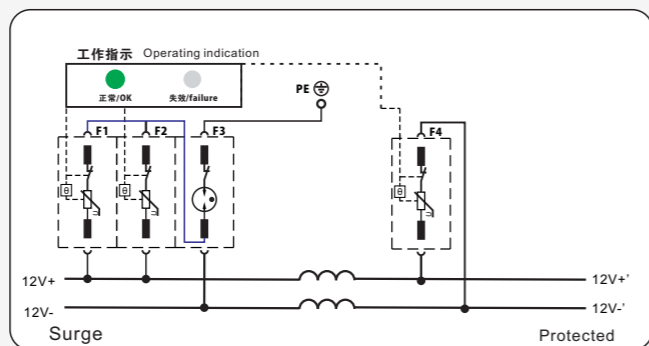 工作指示 Operating indication
正常/OK 失效/failure
PE
F1 F2 F3 F4
θ θ θ
U U U
12V+ 12V+'
12V- 12V-'
Surge Protected